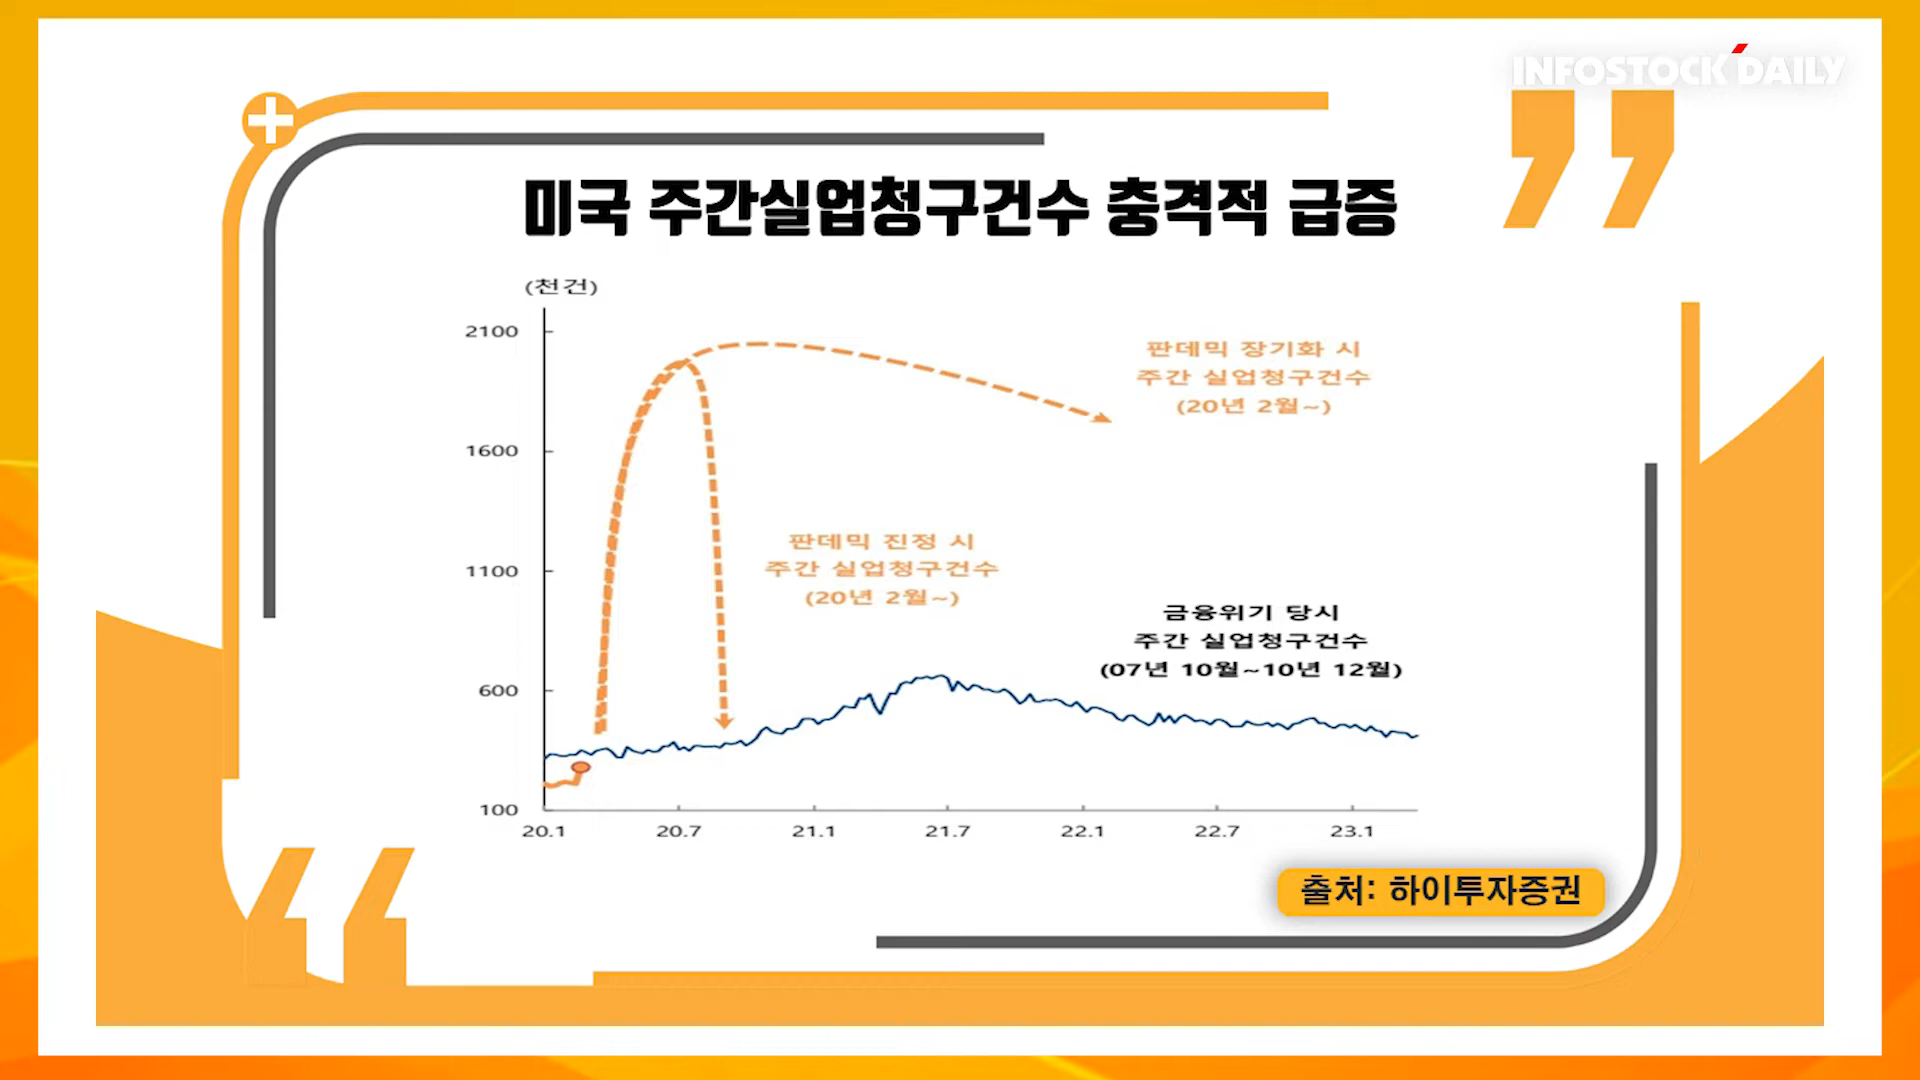 INFOSTOCK DAILY
미국 주간실업청구건수 충격적 급증
(천건)
2100
1600
1100
600
100
판데믹 장기화 시
주간 실업청구건수
(20년 2월~)
판데믹 진정 시
주간 실업청구건수
(20년 2월~)
금융위기 당시
주간 실업청구건수
(07년 10월~10년 12월)
20.1 20.7 21.1 21.7 22.1 22.7 23.1
출처: 하이투자증권